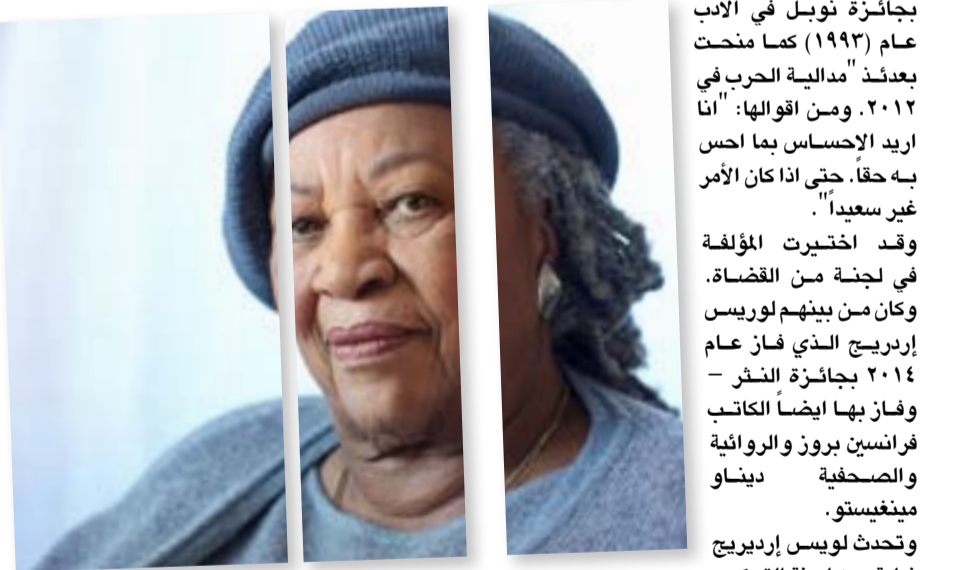 بجائزة نوبل في الادب
عام (١٩٩٣) كما منحت
بعدئذ "مدالية الحرب في
٢٠١٢. ومن اقوالها: "انا
اريد الاحساس بما احس
به حقاً. حتى اذا كان الأمر
غير سعيداً".
وقد اختيرت المؤلفة
في لجنة من القضاة.
وكان من بينهم لوريس
إردريج الذي فاز عام
٢٠١٤ بجائزة النثر –
وفاز بها ايضاً الكاتب
فرانسين بروز والروائية
والصحفية ديناو
مينغيستو.
وتحدث لويس إرديريج